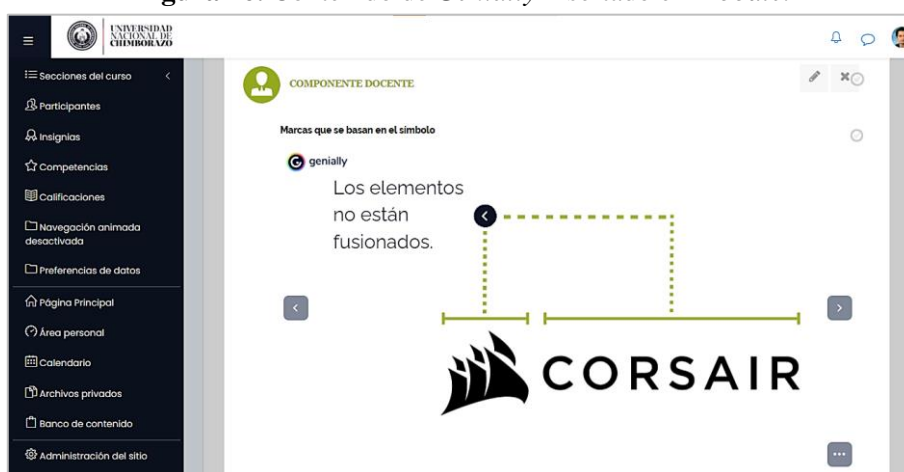 UNIVERSIDAD
NACIONAL DE
CHIMBORAZO
Secciones del curso
Participantes
Insignias
Competencias
Calificaciones
Navegación animada
desactivada
Preferencias de datos
Página Principal
Área personal
Calendario
Archivos privados
Banco de contenido
Administración del sitio
COMPONENTE DOCENTE
Marcas que se basan en el símbolo
genially
Los elementos
no están
fusionados.
CORSAIR